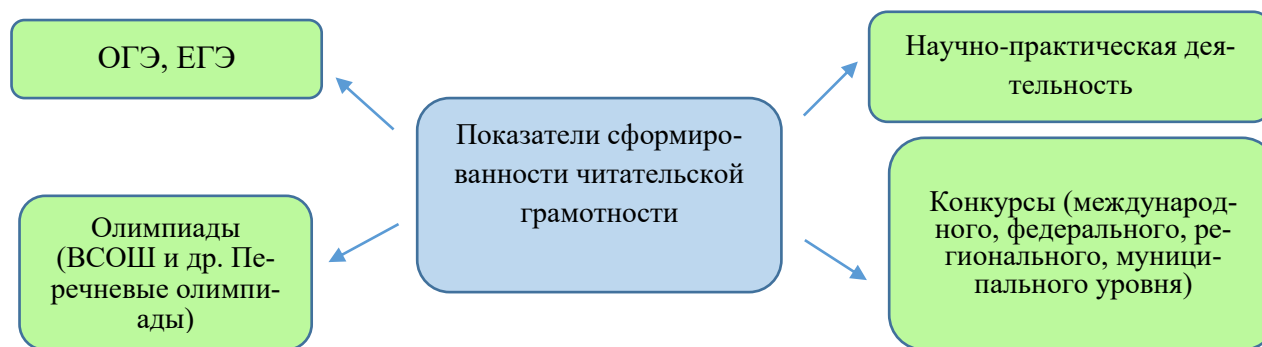 ОГЭ, ЕГЭ
Научно-практическая дея-
тельность
Показатели сформиро-
ванности читательской
грамотности
Олимпиады
(ВСОШ и др. Пе-
речневые олимпи-
ады)
Конкурсы (международ-
ного, федерального, ре-
гионального, муници-
пального уровня)